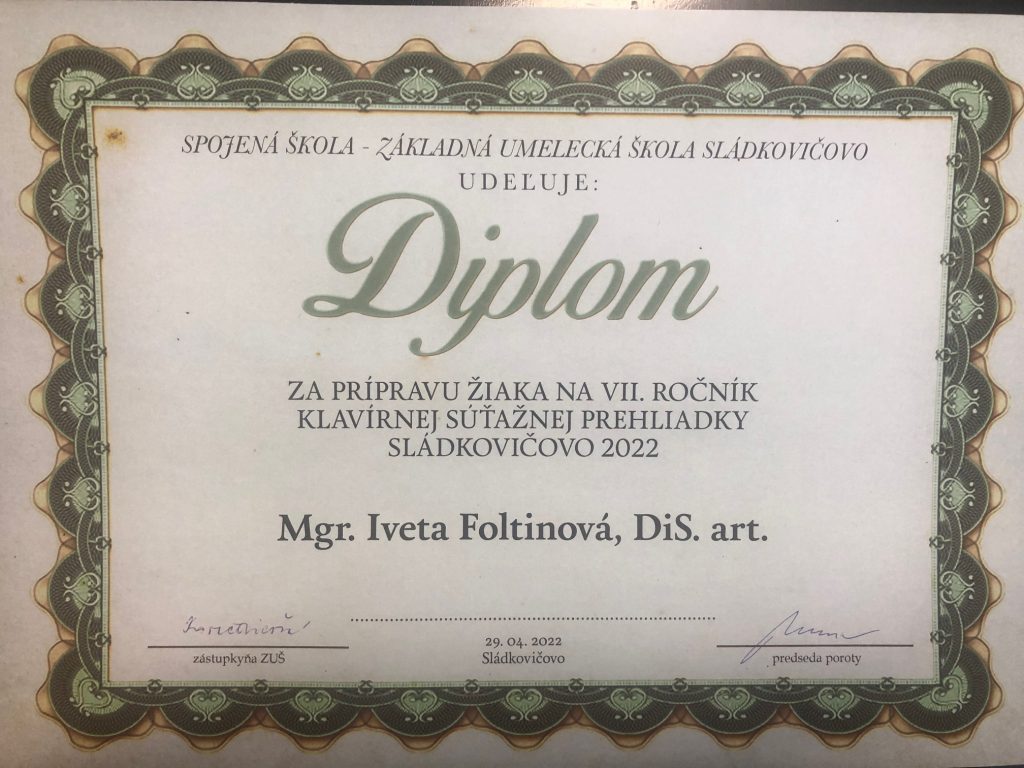 SPOJENÁ ŠKOLA - ZÁKLADNÁ UMELECKÁ ŠKOLA SLÁDKOVIČOVO
UDEĽUJE:
Diplom
ZA PRÍPRAVU ŽIAKA NA VII. ROČNÍK
KLAVÍRNEJ SÚŤAŽNEJ PREHLIADKY
SLÁDKOVIČOVO 2022
Mgr. Iveta Foltinová, DiS. art.
29. 04. 2022
zástupkyňa ZUŠ
Sládkovičovo
predseda poroty